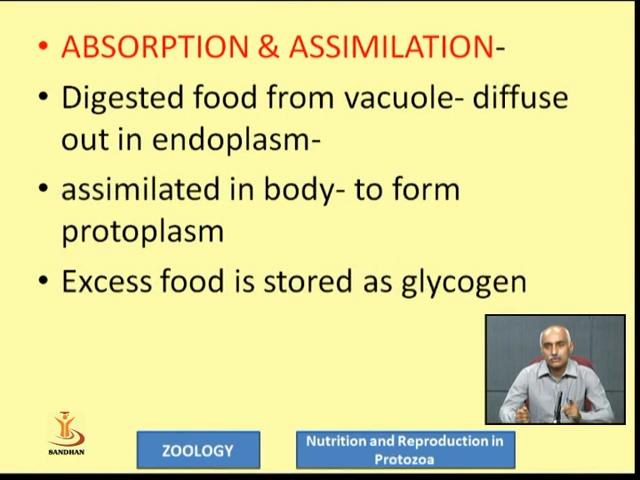 • ABSORPTION & ASSIMILATION-
• Digested food from vacuole- diffuse
out in endoplasm-
• assimilated in body- to form
protoplasm
• Excess food is stored as glycogen
SANDHAN
ZOOLOGY
Nutrition and Reproduction in
Protozoa